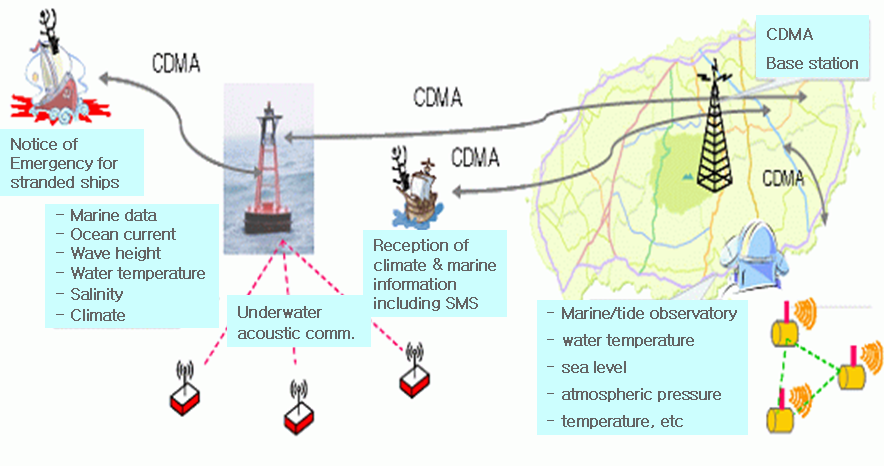 CDMA
Base station
CDMA
CDMA
CDMA
CDMA
Notice of
Emergency for
stranded ships
- Marine data
- Ocean current
- Wave height
- Water temperature
- Salinity
- Climate
Reception of
climate & marine
information
including SMS
Underwater
acoustic comm.
- Marine/tide observatory
- water temperature
- sea level
- atmospheric pressure
- temperature, etc